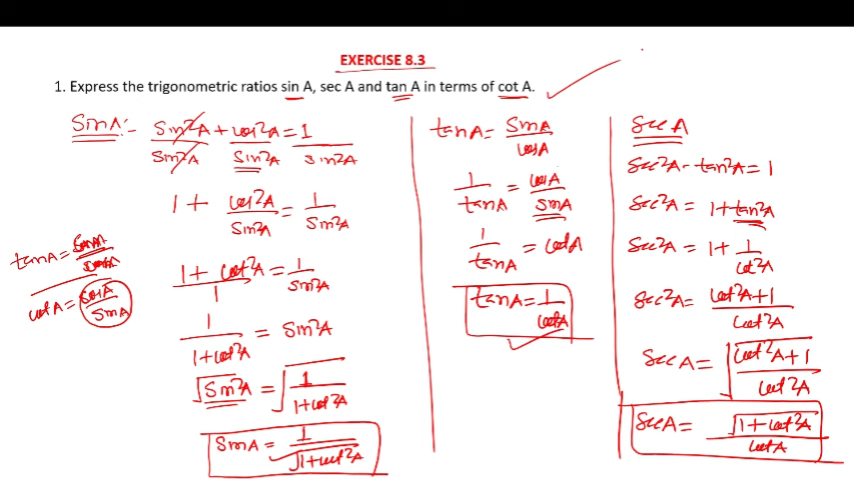 EXERCISE 8.3
1. Express the trigonometric ratios sin A, sec A and tan A in terms of cot A.
SinA:-
Sin²A/Sin²A + cos²A/Sin²A = 1/Sin²A
1 + cos²A/Sin²A = 1/Sin²A
(1 + cot²A)/1 = 1/Sin²A
1/(1+cot²A) = Sin²A
√Sin²A = √(1/(1+cot²A))
SinA = 1/√(1+cot²A)
tanA = SinA/cosA
cotA = cosA/SinA
tanA = SinA/cosA
1/tanA = cosA/SinA
1/tanA = cotA
tanA = 1/cotA
Sec A
Sec²A - tan²A = 1
Sec²A = 1 + tan²A
Sec²A = 1 + 1/cot²A
Sec²A = (cot²A+1)/cot²A
SecA = √((cot²A+1)/cot²A)
SecA = √(1+cot²A)/cotA